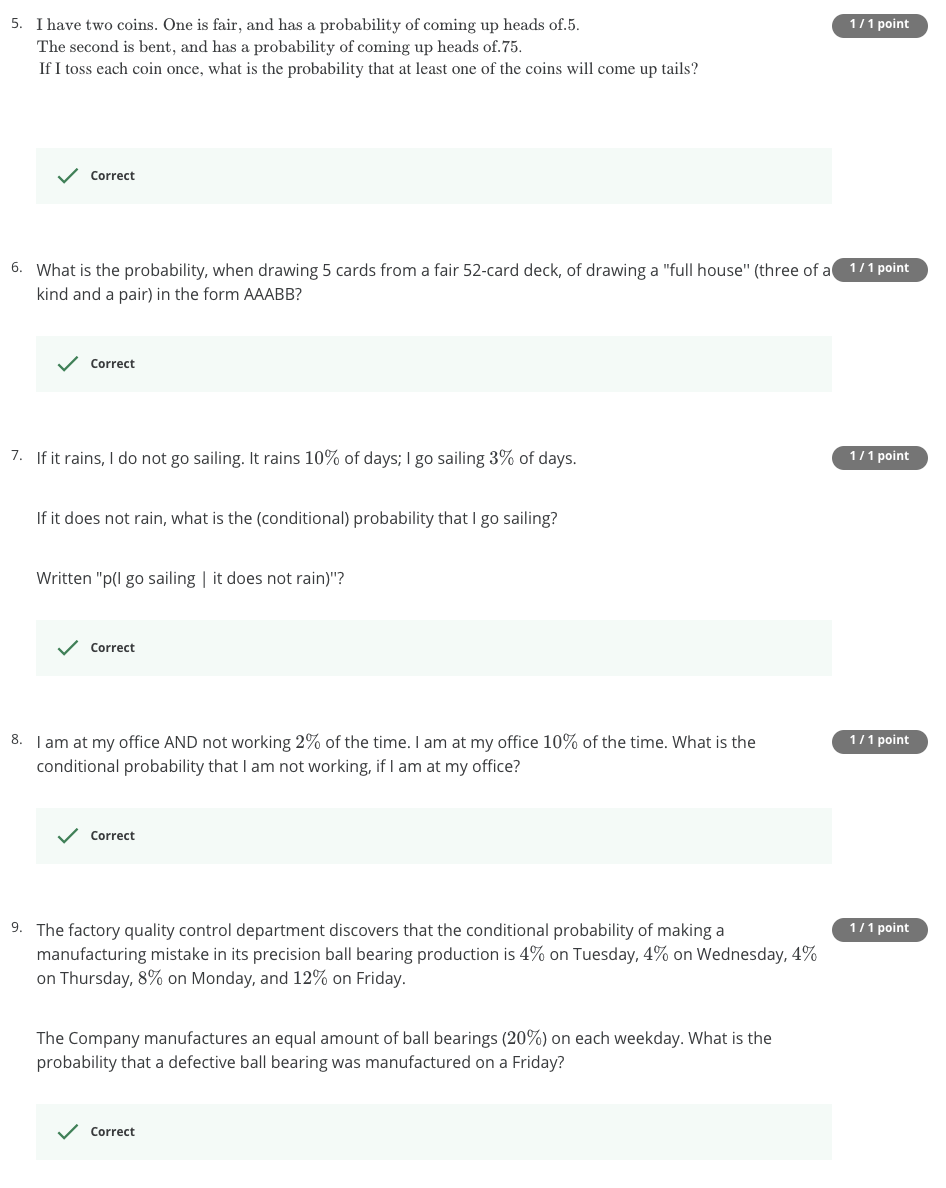 5. I have two coins. One is fair, and has a probability of coming up heads of.5.
1 / 1 point
The second is bent, and has a probability of coming up heads of.75.
If I toss each coin once, what is the probability that at least one of the coins will come up tails?
Correct
6. What is the probability, when drawing 5 cards from a fair 52-card deck, of drawing a "full house" (three of a
1 / 1 point
kind and a pair) in the form AAABB?
Correct
7. If it rains, I do not go sailing. It rains 10% of days; I go sailing 3% of days.
1 / 1 point
If it does not rain, what is the (conditional) probability that I go sailing?
Written "p(I go sailing | it does not rain)"?
Correct
8. I am at my office AND not working 2% of the time. I am at my office 10% of the time. What is the
1 / 1 point
conditional probability that I am not working, if I am at my office?
Correct
9. The factory quality control department discovers that the conditional probability of making a
1 / 1 point
manufacturing mistake in its precision ball bearing production is 4% on Tuesday, 4% on Wednesday, 4%
on Thursday, 8% on Monday, and 12% on Friday.
The Company manufactures an equal amount of ball bearings (20%) on each weekday. What is the
probability that a defective ball bearing was manufactured on a Friday?
Correct